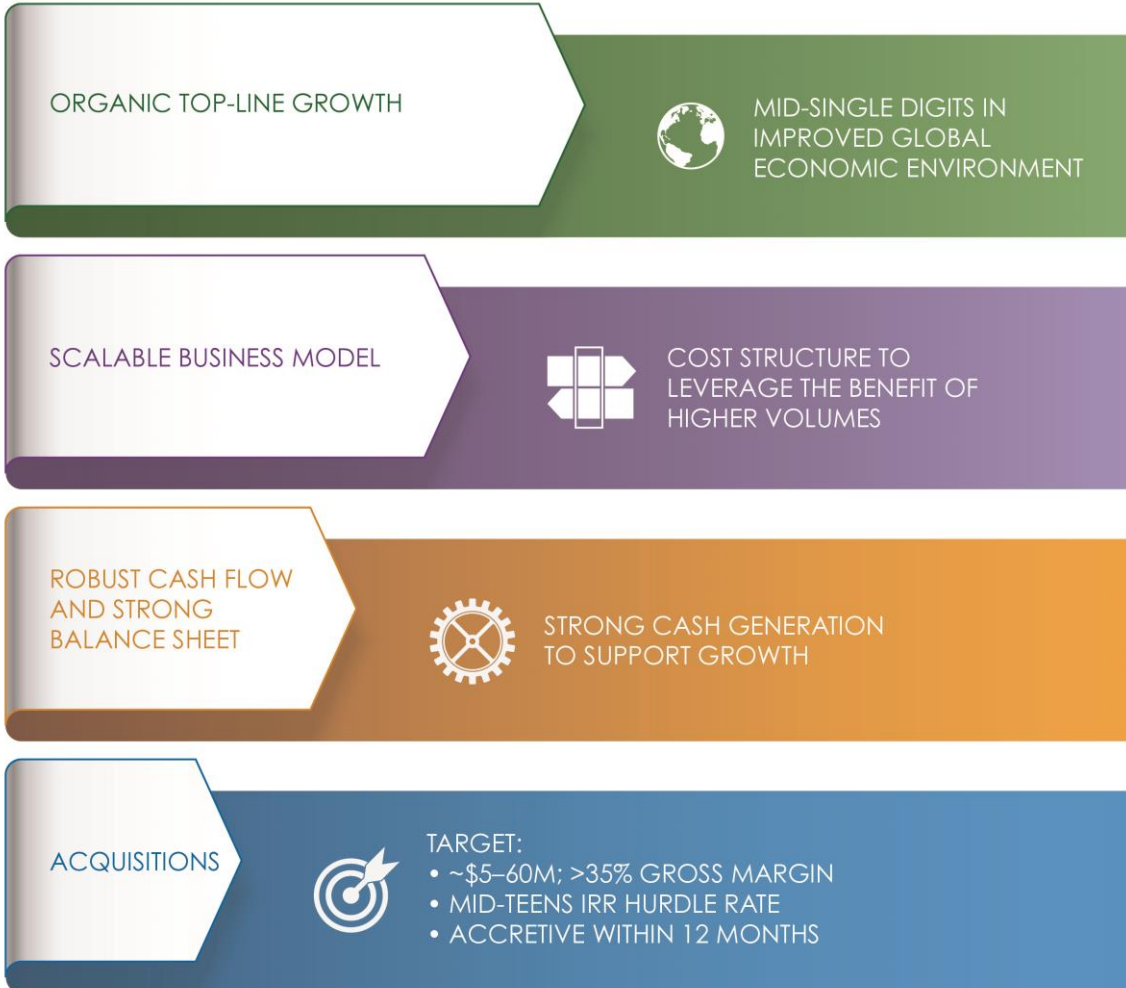 ORGANIC TOP-LINE GROWTH
MID-SINGLE DIGITS IN
IMPROVED GLOBAL
ECONOMIC ENVIRONMENT
SCALABLE BUSINESS MODEL
COST STRUCTURE TO
LEVERAGE THE BENEFIT OF
HIGHER VOLUMES
ROBUST CASH FLOW
AND STRONG
BALANCE SHEET
STRONG CASH GENERATION
TO SUPPORT GROWTH
ACQUISITIONS
TARGET:
• ~$5–60M; >35% GROSS MARGIN
• MID-TEENS IRR HURDLE RATE
• ACCRETIVE WITHIN 12 MONTHS